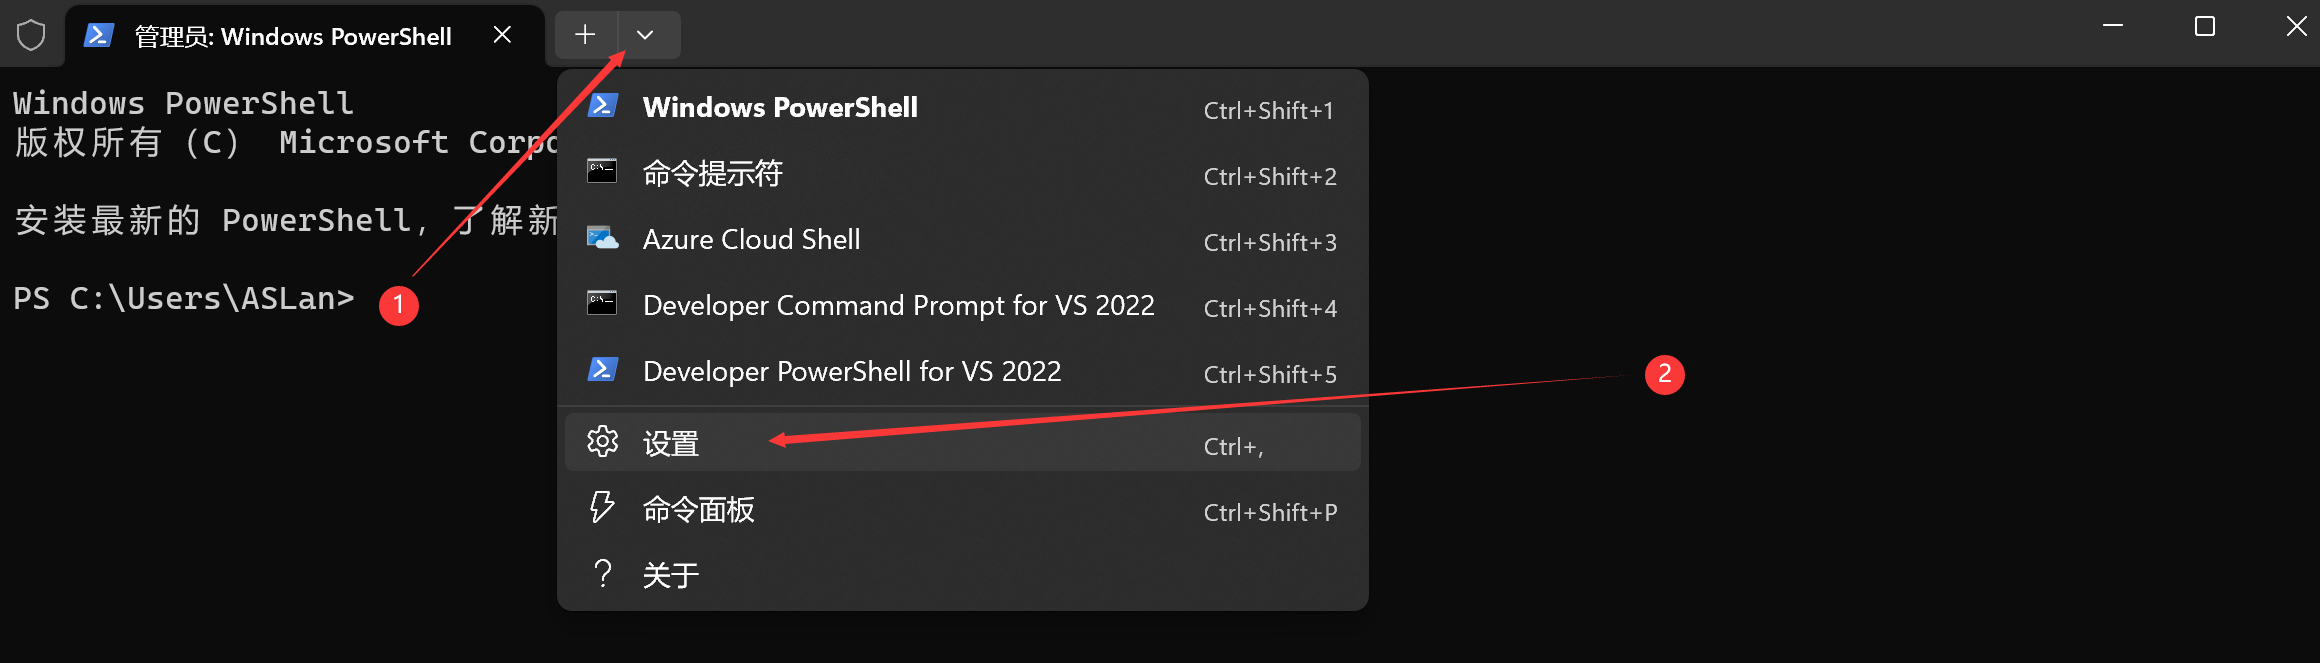 管理员: Windows PowerShell
Windows PowerShell
版权所有 (C) Microsoft
安装最新的 PowerShell, 了解新
PS C:\Users\ASLan>
1
Windows PowerShell Ctrl+Shift+1
命令提示符 Ctrl+Shift+2
Azure Cloud Shell Ctrl+Shift+3
Developer Command Prompt for VS 2022 Ctrl+Shift+4
Developer PowerShell for VS 2022 Ctrl+Shift+5
2
设置 Ctrl+,
命令面板 Ctrl+Shift+P
关于